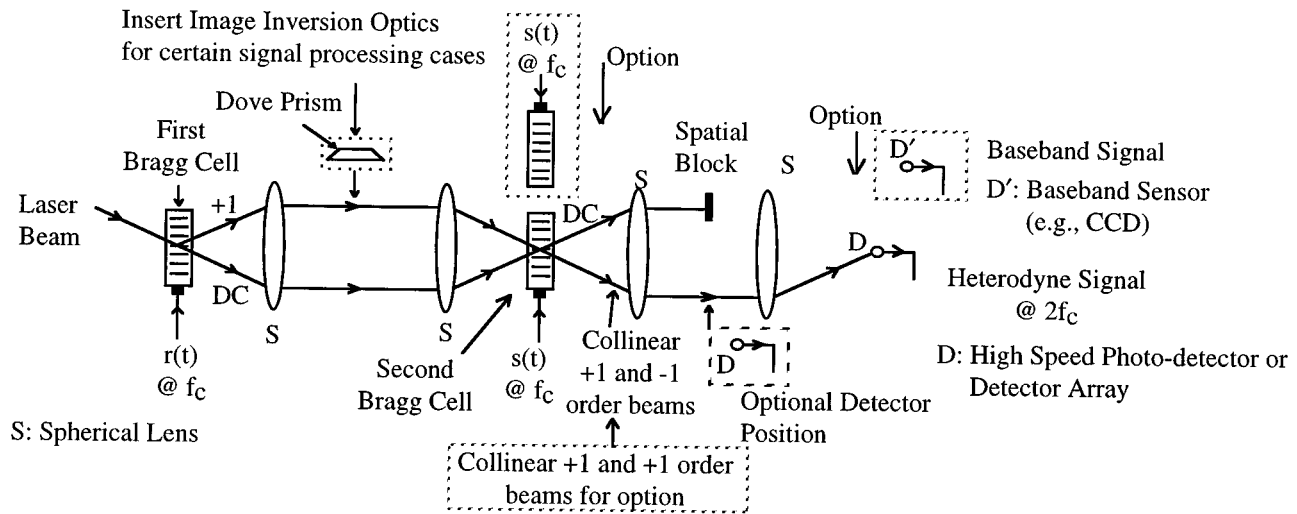 Insert Image Inversion Optics
for certain signal processing cases
Dove Prism
First
Bragg Cell
Laser
Beam
+1
DC
S
r(t)
@ fc
S: Spherical Lens
S
s(t)
@ fc
Option
Second
Bragg Cell
s(t)
@ fc
DC
S
Spatial
Block
Collinear
+1 and -1
order beams
Collinear +1 and +1 order
beams for option
D
Optional Detector
Position
S
Option
D′
Baseband Signal
D′: Baseband Sensor
(e.g., CCD)
D
Heterodyne Signal
@ 2fc
D: High Speed Photo-detector or
Detector Array